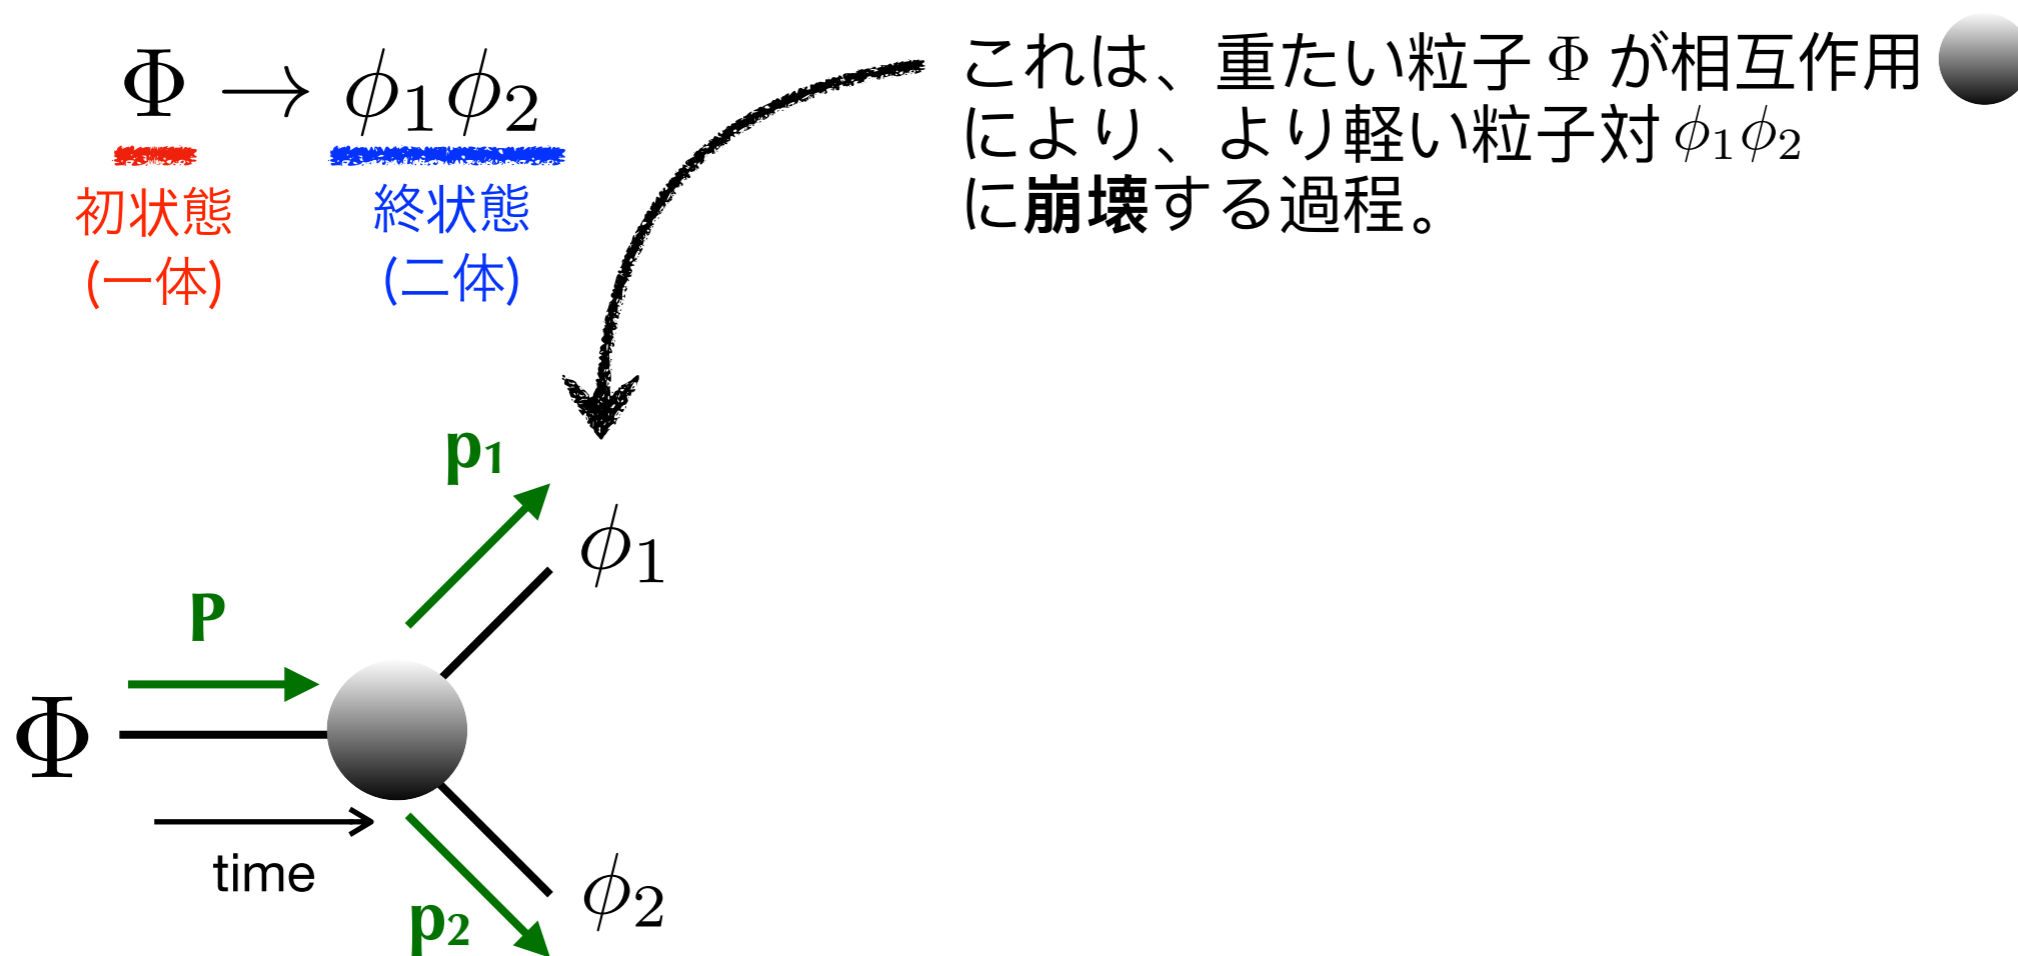 Φ → ϕ₁ϕ₂
初状態
(一体)
終状態
(二体)
これは、重たい粒子 Φ が相互作用
により、より軽い粒子対 ϕ₁ϕ₂
に崩壊する過程。
p₁
ϕ₁
p
Φ
time
p₂
ϕ₂